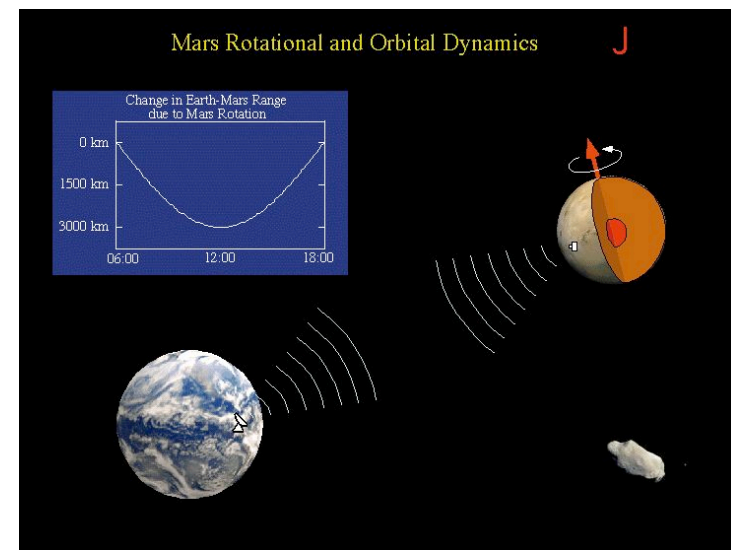 Mars Rotational and Orbital Dynamics
J
Change in Earth-Mars Range
due to Mars Rotation
0 km
1500 km
3000 km
06:00 12:00 18:00